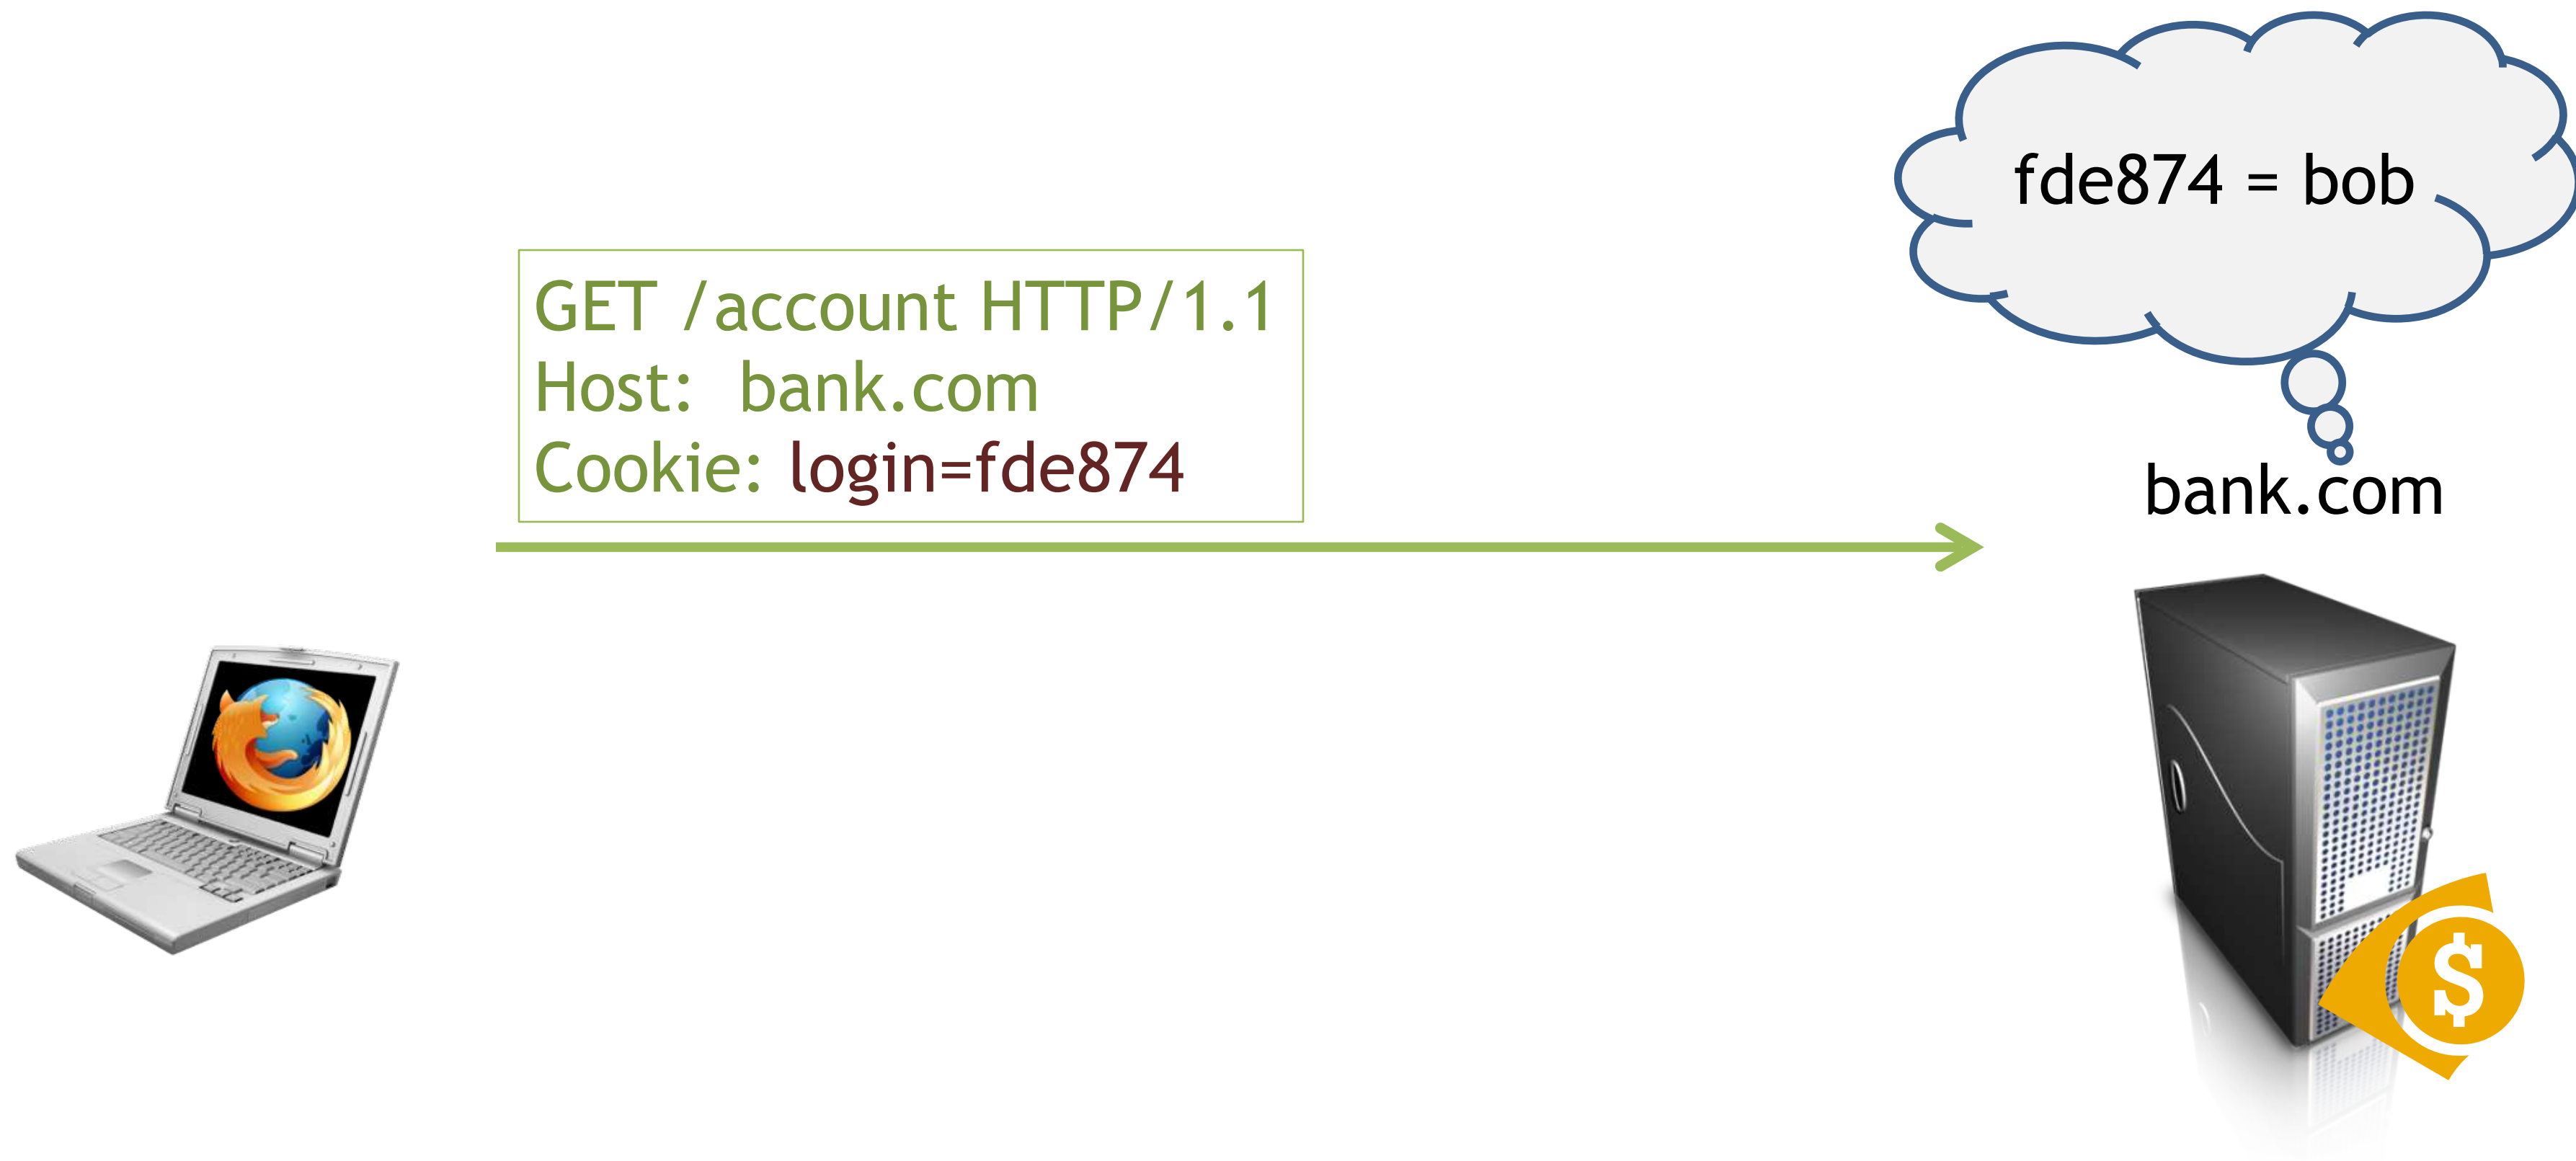 fde874 = bob
GET /account HTTP/1.1
Host: bank.com
Cookie: login=fde874
bank.com
$